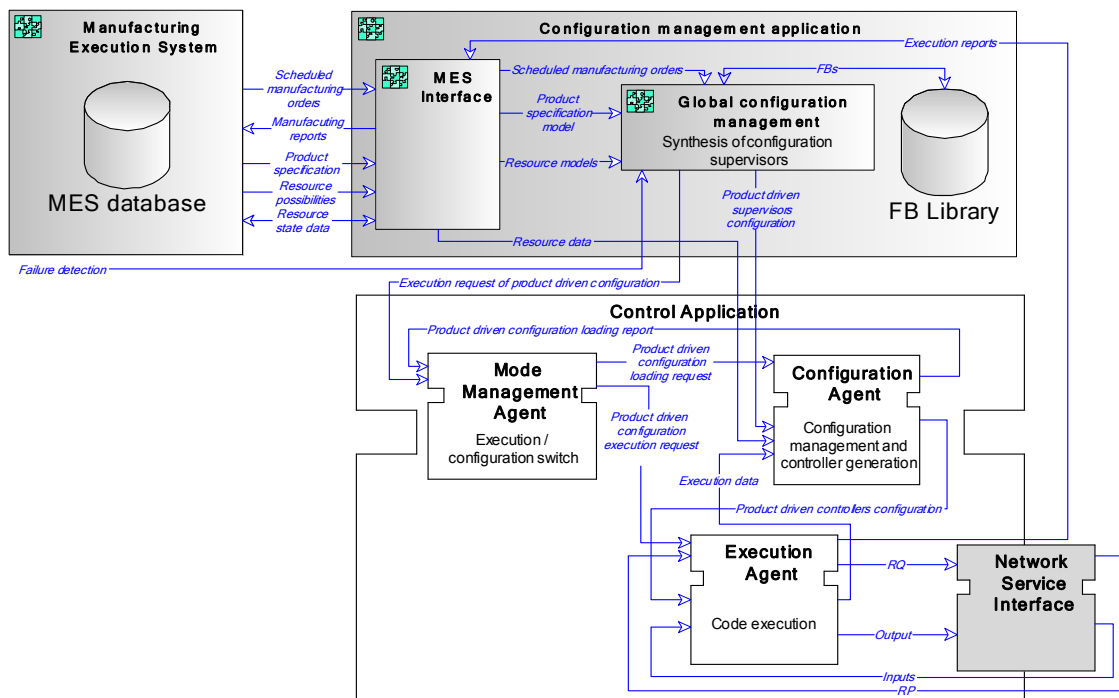 Manufacturing
Execution System
MES database
Scheduled
manufacturing
orders
Manufacuting
reports
Product
specification
Resource
possibilities
Resource
state data
Configuration management application
Execution reports
MES
Interface
Scheduled manufacturing orders
FBs
Product
specification
model
Global configuration
management
Synthesis of configuration
supervisors
Resource models
FB Library
Product driven
supervisors
configuration
Resource data
Failure detection
Execution request of product driven configuration
Control Application
Product driven configuration loading report
Mode
Management
Agent
Execution /
configuration switch
Product driven
configuration
loading request
Product driven
configuration
execution request
Configuration
Agent
Configuration
management and
controller generation
Execution data
Product driven controllers configuration
Execution
Agent
Code execution
RQ
Output
Network
Service
Interface
Inputs
RP